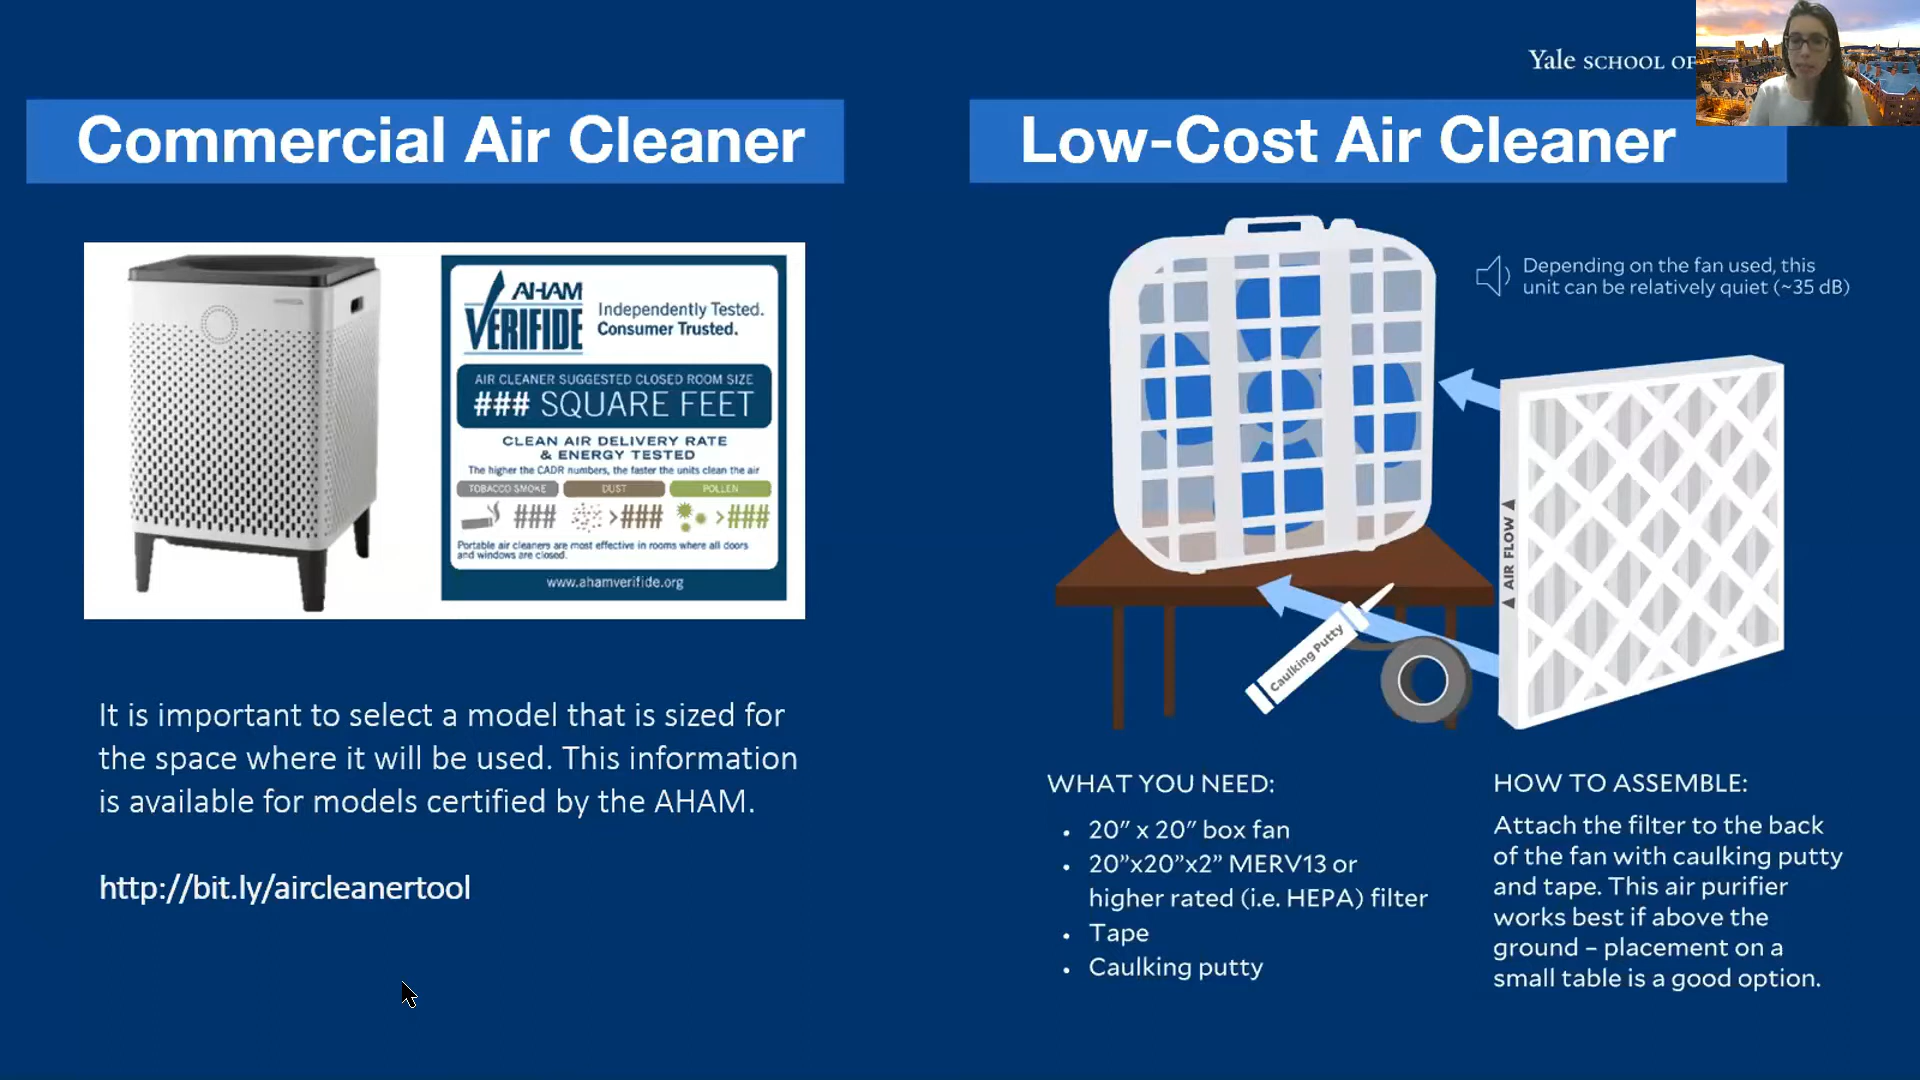 Yale SCHOOL OF
Commercial Air Cleaner
AHAM
VERIFIDE
Independently Tested.
Consumer Trusted.
AIR CLEANER SUGGESTED CLOSED ROOM SIZE
### SQUARE FEET
CLEAN AIR DELIVERY RATE
& ENERGY TESTED
The higher the CADR numbers, the faster the units clean the air
TOBACCO SMOKE DUST POLLEN
### >### >###
Portable air cleaners are most effective in rooms where all doors
and windows are closed.
www.ahamverifide.org
It is important to select a model that is sized for
the space where it will be used. This information
is available for models certified by the AHAM.
http://bit.ly/aircleanertool
Low-Cost Air Cleaner
Depending on the fan used, this
unit can be relatively quiet (~35 dB)
AIR FLOW
Caulking Putty
WHAT YOU NEED:
• 20” x 20” box fan
• 20”x20”x2” MERV13 or
higher rated (i.e. HEPA) filter
• Tape
• Caulking putty
HOW TO ASSEMBLE:
Attach the filter to the back
of the fan with caulking putty
and tape. This air purifier
works best if above the
ground – placement on a
small table is a good option.